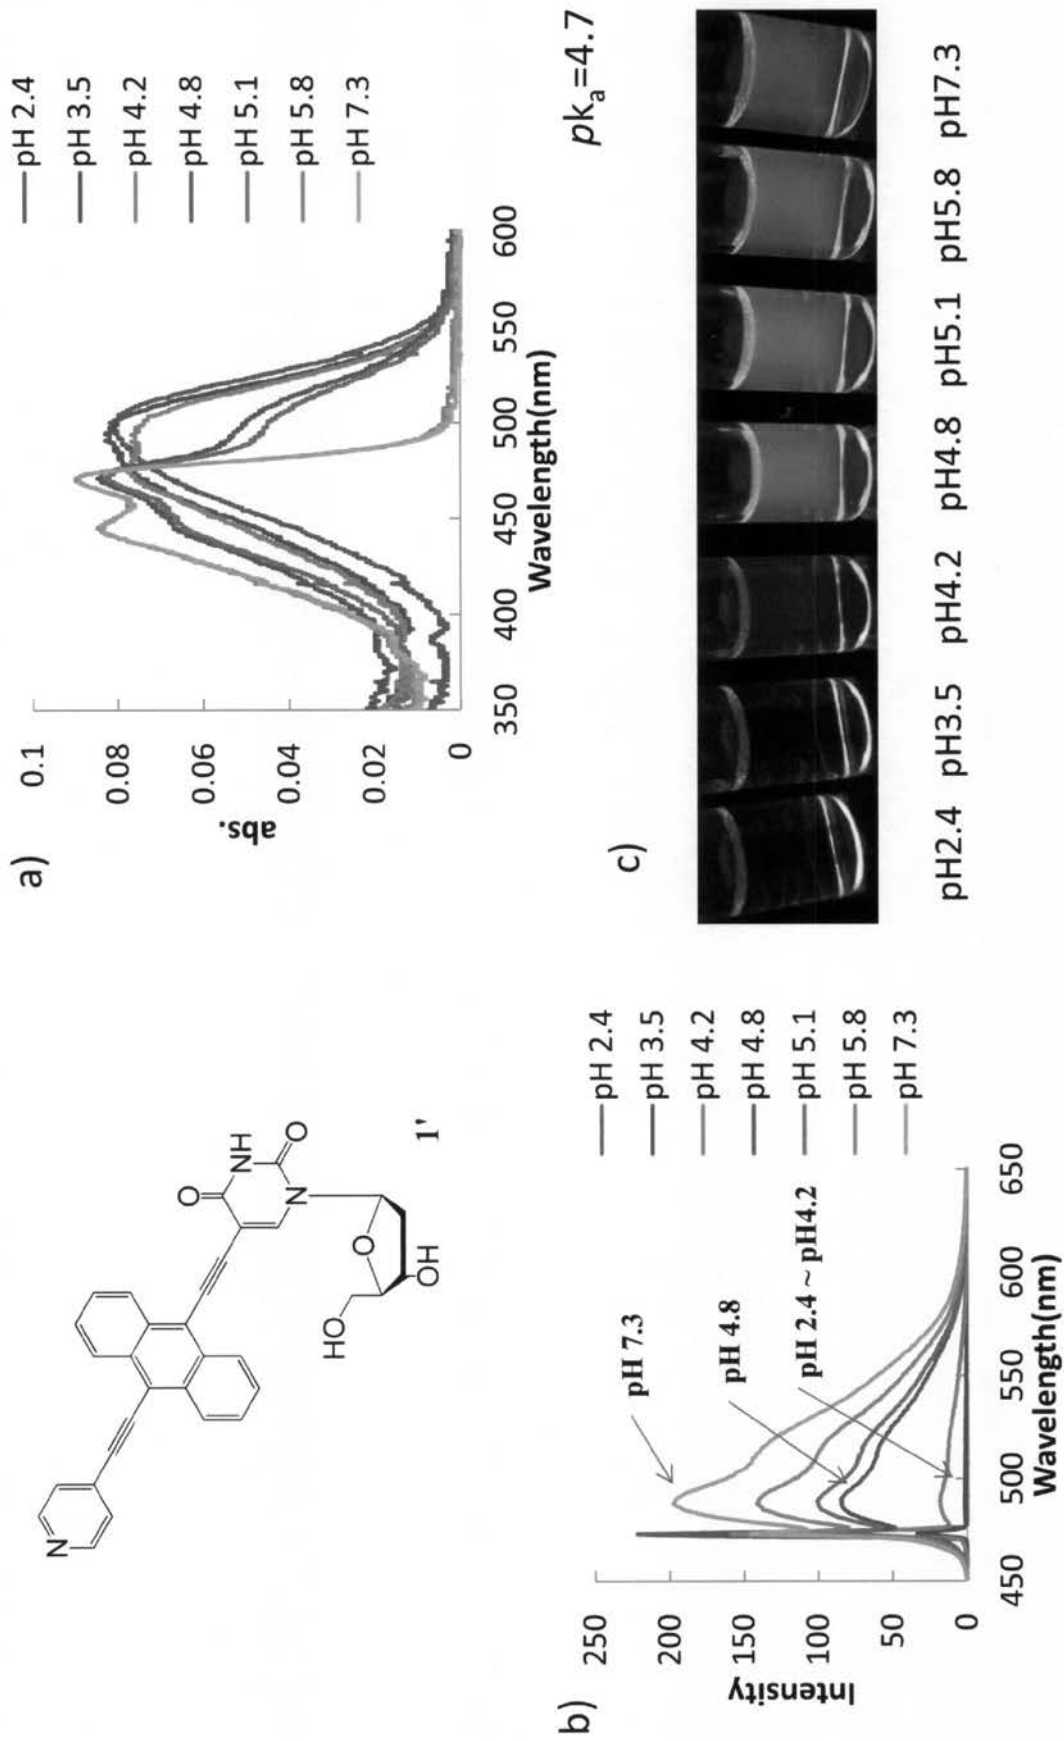 N
O
NH
O
N
HO
O
OH
1'
a)
0.1
0.08
0.06
0.04
0.02
0
abs.
350 400 450 500 550 600
Wavelength(nm)
pH 2.4
pH 3.5
pH 4.2
pH 4.8
pH 5.1
pH 5.8
pH 7.3
b)
250
200
150
100
50
0
Intensity
450 500 550 600 650
Wavelength(nm)
pH 7.3
pH 4.8
pH 2.4 ~ pH4.2
pH 2.4
pH 3.5
pH 4.2
pH 4.8
pH 5.1
pH 5.8
pH 7.3
c)
pka=4.7
pH2.4 pH3.5 pH4.2 pH4.8 pH5.1 pH5.8 pH7.3